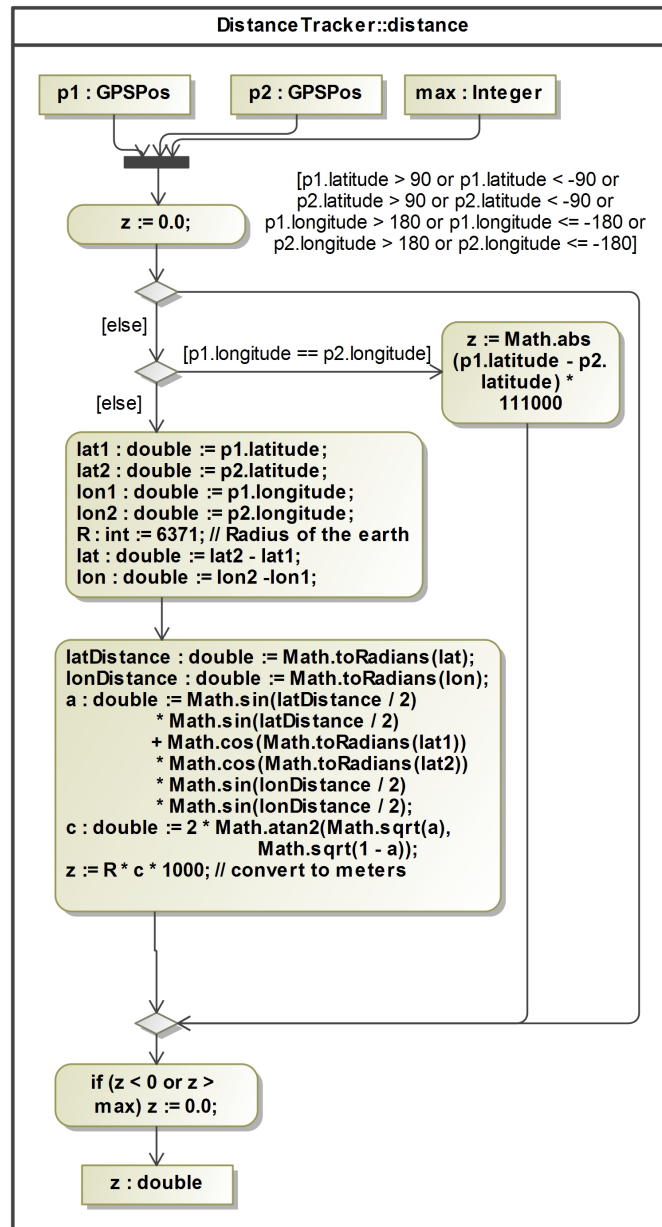 DistanceTracker::distance
p1 : GPSPos
p2 : GPSPos
max : Integer
[p1.latitude > 90 or p1.latitude < -90 or
p2.latitude > 90 or p2.latitude < -90 or
p1.longitude > 180 or p1.longitude <= -180 or
p2.longitude > 180 or p2.longitude <= -180]
z := 0.0;
[else]
[p1.longitude == p2.longitude]
z := Math.abs
(p1.latitude - p2.
latitude) *
111000
[else]
lat1 : double := p1.latitude;
lat2 : double := p2.latitude;
lon1 : double := p1.longitude;
lon2 : double := p2.longitude;
R : int := 6371; // Radius of the earth
lat : double := lat2 - lat1;
lon : double := lon2 -lon1;
latDistance : double := Math.toRadians(lat);
lonDistance : double := Math.toRadians(lon);
a : double := Math.sin(latDistance / 2)
* Math.sin(latDistance / 2)
+ Math.cos(Math.toRadians(lat1))
* Math.cos(Math.toRadians(lat2))
* Math.sin(lonDistance / 2)
* Math.sin(lonDistance / 2);
c : double := 2 * Math.atan2(Math.sqrt(a),
Math.sqrt(1 - a));
z := R * c * 1000; // convert to meters
if (z < 0 or z >
max) z := 0.0;
z : double